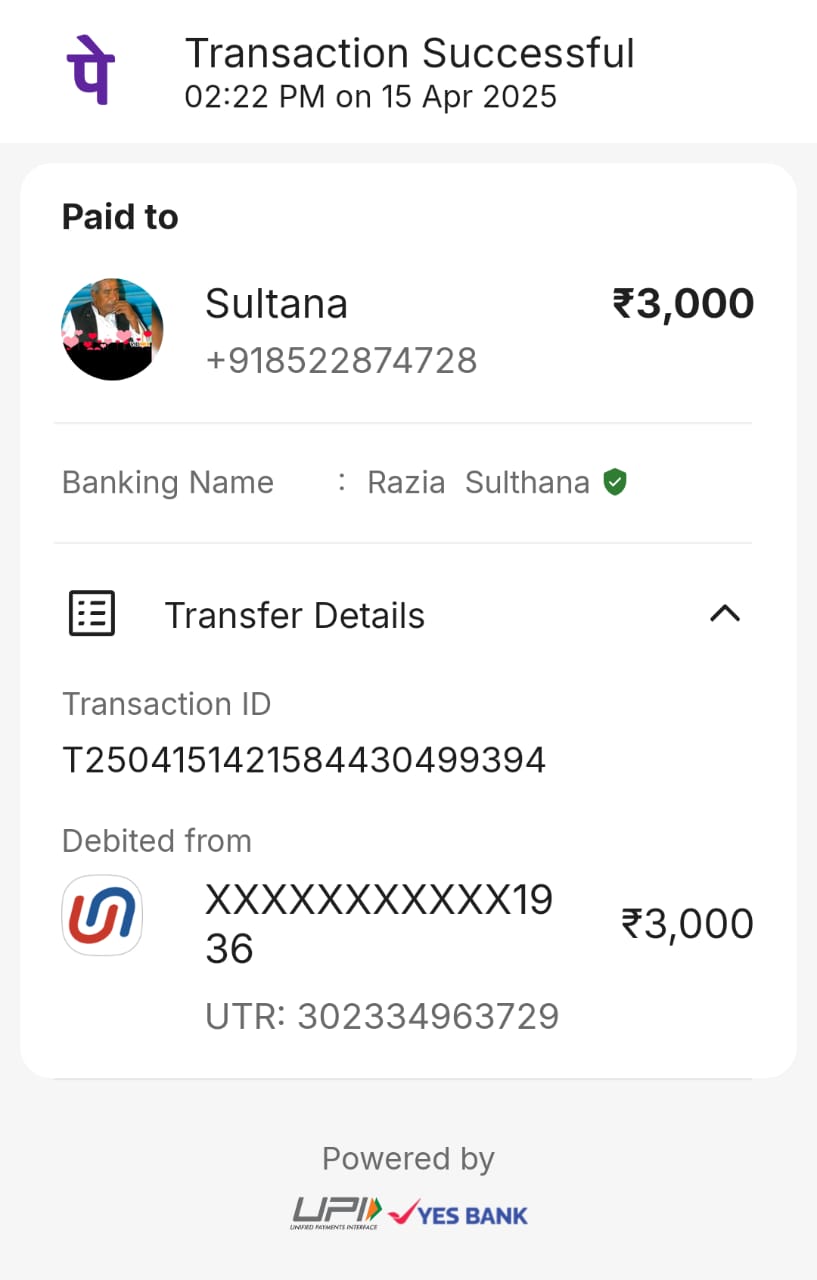 पे
Transaction Successful
02:22 PM on 15 Apr 2025
Paid to
Sultana
₹3,000
+918522874728
Banking Name : Razia Sulthana
Transfer Details
Transaction ID
T2504151421584430499394
Debited from
XXXXXXXXXXX19
36
₹3,000
UTR: 302334963729
Powered by
UPI
UNIFIED PAYMENTS INTERFACE
YES BANK